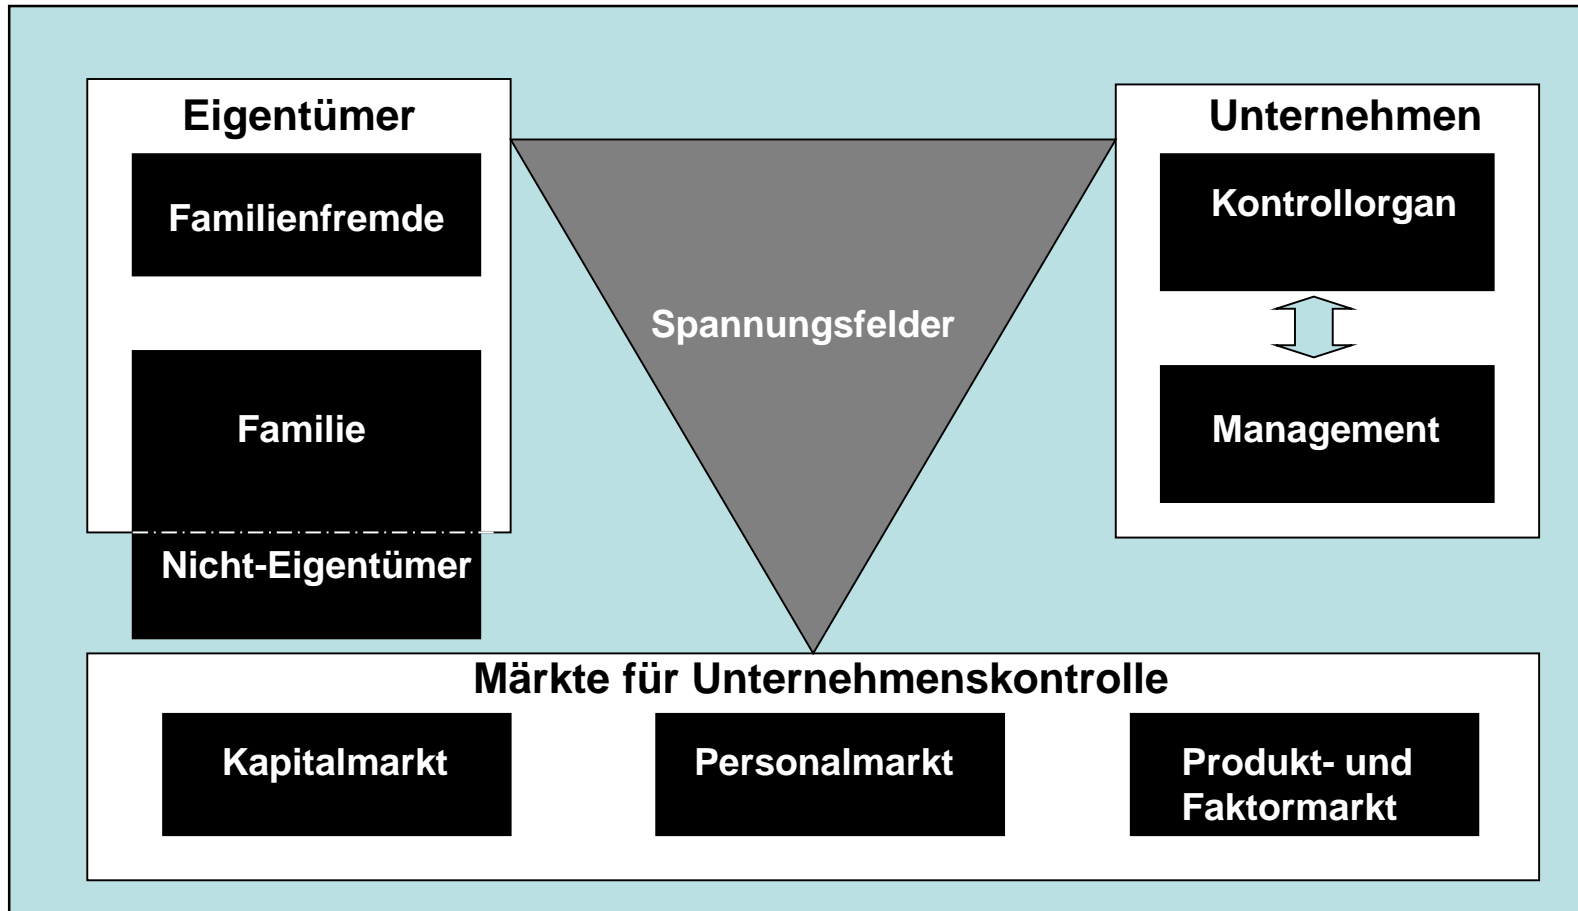 Eigentümer
Familienfremde
Familie
Nicht-Eigentümer
Spannungsfelder
Unternehmen
Kontrollorgan
Management
Märkte für Unternehmenskontrolle
Kapitalmarkt
Personalmarkt
Produkt- und
Faktormarkt